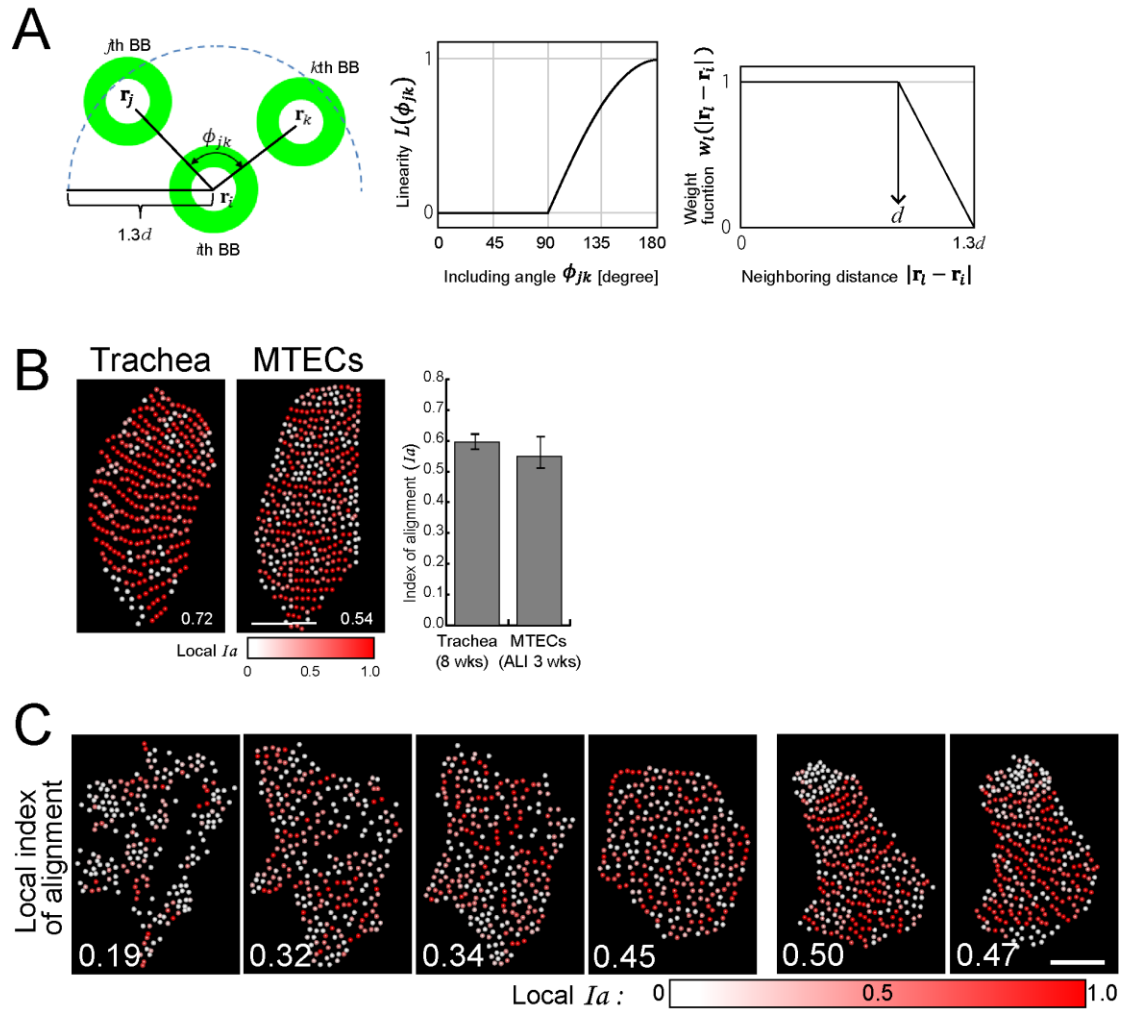 A
jth BB
kth BB
r_j
r_k
ϕ_jk
r_i
1.3d
ith BB
Linearity L(ϕ_jk)
1
0
0 45 90 135 180
Including angle ϕ_jk [degree]
Weight
fucntion w_l(|r_l − r_i|)
1
0
d
0 1.3d
Neighboring distance |r_l − r_i|
B
Trachea MTECs
0.72
0.54
Local Ia
0 0.5 1.0
Index of alignment (Ia)
0.8
0.8
0.6
0.5
0.4
0.3
0.2
0.1
0.0
Trachea MTECs
(8 wks) (ALI 3 wks)
C
Local index
of alignment
0.19 0.32 0.34 0.45 0.50 0.47
Local Ia : 0 0.5 1.0